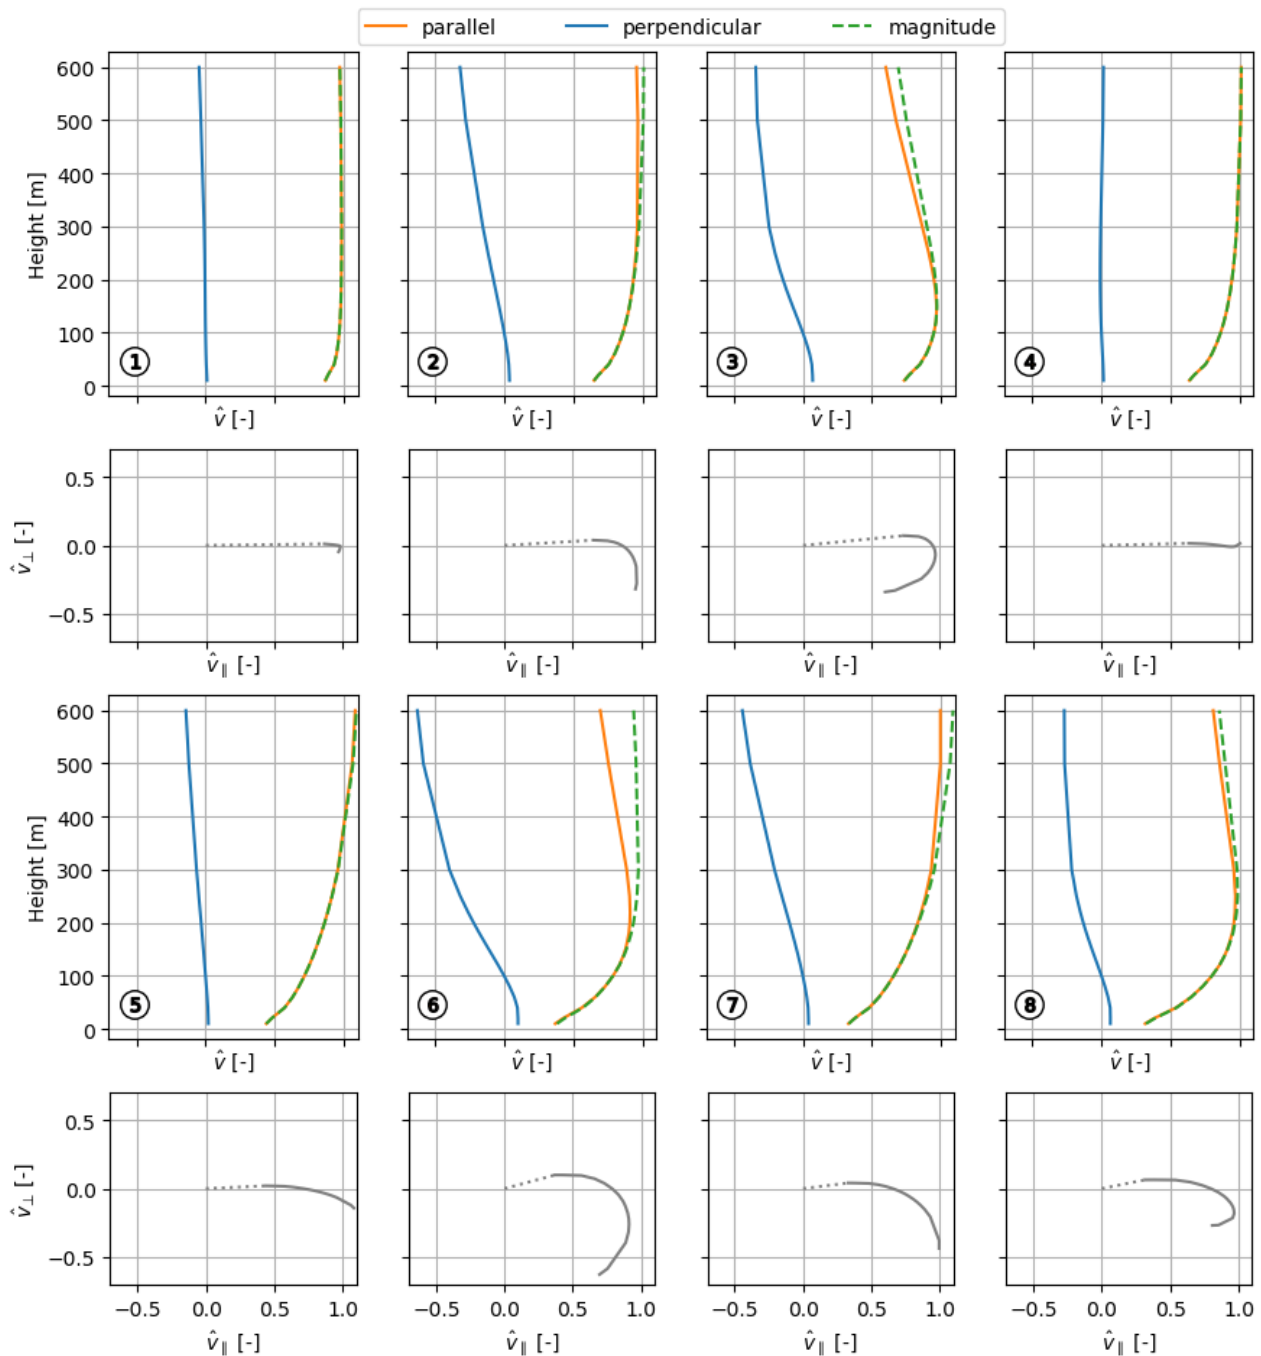 parallel perpendicular magnitude
600
500
400
300
200
100
0
Height [m]
1 2 3 4
v̂ [-] v̂ [-] v̂ [-] v̂ [-]
0.5
0.0
−0.5
v̂⊥ [-]
v̂∥ [-] v̂∥ [-] v̂∥ [-] v̂∥ [-]
600
500
400
300
200
100
0
Height [m]
5 6 7 8
v̂ [-] v̂ [-] v̂ [-] v̂ [-]
0.5
0.0
−0.5
v̂⊥ [-]
−0.5 0.0 0.5 1.0 −0.5 0.0 0.5 1.0 −0.5 0.0 0.5 1.0 −0.5 0.0 0.5 1.0
v̂∥ [-] v̂∥ [-] v̂∥ [-] v̂∥ [-]